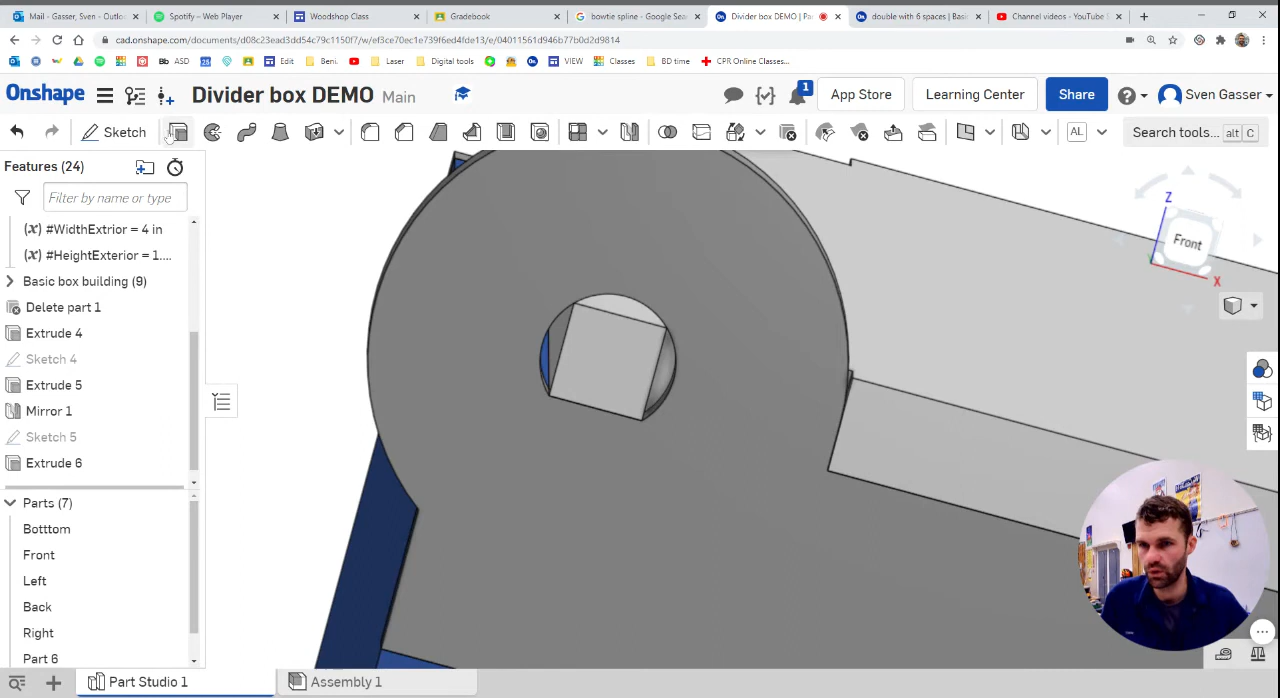 Mail - Gasser, Sven - Outloo
Spotify – Web Player
Woodshop Class
Gradebook
bowtie spline - Google Sea
Divider box DEMO | Pa
double with 6 spaces | Basi
Channel videos - YouTube S
cad.onshape.com/documents/d08c23ead3dd54c79c1150f7/w/ef3ce70ec1e739f6ed4fde13/e/04011561d946b77b0d2d9814
Bb ASD
Edit
Beni.
Laser
Digital tools
VIEW
Classes
BD time
CPR Online Classes...
Onshape
Divider box DEMO Main
1
App Store
Learning Center
Share
Sven Gasser
Sketch
AL
Search tools... alt C
Features (24)
Filter by name or type
(x) #WidthExtrior = 4 in
(x) #HeightExterior = 1....
Basic box building (9)
Delete part 1
Extrude 4
Sketch 4
Extrude 5
Mirror 1
Sketch 5
Extrude 6
Parts (7)
Botttom
Front
Left
Back
Right
Part 6
Z
Front
X
Part Studio 1
Assembly 1